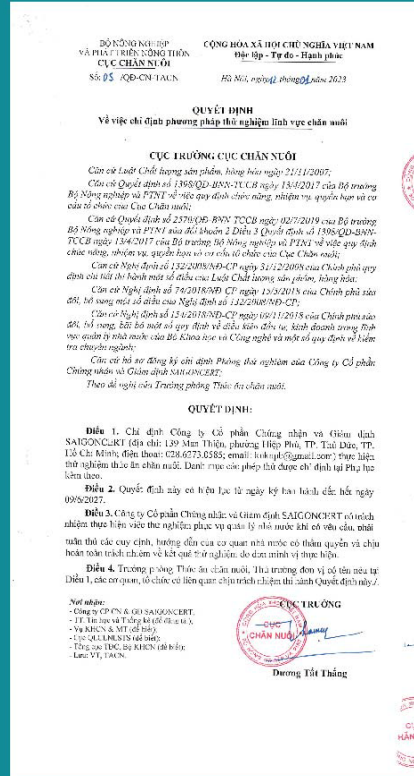 BỘ NÔNG NGHIỆP
VÀ PHÁT TRIỂN NÔNG THÔN
CỤC CHĂN NUÔI
Số: 05 /QĐ-CN-TACN
CỘNG HÒA XÃ HỘI CHỦ NGHĨA VIỆT NAM
Độc lập - Tự do - Hạnh phúc
Hà Nội, ngày 12 tháng 01 năm 2023
QUYẾT ĐỊNH
Về việc chỉ định phương pháp thử nghiệm lĩnh vực chăn nuôi
CỤC TRƯỞNG CỤC CHĂN NUÔI
Căn cứ Luật Chất lượng sản phẩm, hàng hóa ngày 21/11/2007;
Căn cứ Quyết định số 1398/QĐ-BNN-TCCB ngày 13/4/2017 của Bộ trưởng
Bộ Nông nghiệp và PTNT về việc quy định chức năng, nhiệm vụ, quyền hạn và cơ
cấu tổ chức của Cục Chăn nuôi;
Căn cứ Quyết định số 2570/QĐ-BNN-TCCB ngày 02/7/2019 của Bộ trưởng
Bộ Nông nghiệp và PTNT sửa đổi khoản 2 Điều 3 Quyết định số 1398/QĐ-BNN-
TCCB ngày 13/4/2017 của Bộ trưởng Bộ Nông nghiệp và PTNT về việc quy định
chức năng, nhiệm vụ, quyền hạn và cơ cấu tổ chức của Cục Chăn nuôi;
Căn cứ Nghị định số 132/2008/NĐ-CP ngày 31/12/2008 của Chính phủ quy
định chi tiết thi hành một số điều của Luật Chất lượng sản phẩm, hàng hóa;
Căn cứ Nghị định số 74/2018/NĐ-CP ngày 15/5/2018 của Chính phủ sửa
đổi, bổ sung một số điều của Nghị định số 132/2008/NĐ-CP;
Căn cứ Nghị định số 154/2018/NĐ-CP ngày 09/11/2018 của Chính phủ sửa
đổi, bổ sung, bãi bỏ một số quy định về điều kiện đầu tư, kinh doanh trong lĩnh
vực quản lý nhà nước của Bộ Khoa học và Công nghệ và một số quy định về kiểm
tra chuyên ngành;
Căn cứ hồ sơ đăng ký chỉ định Phòng thử nghiệm của Công ty Cổ phần
Chứng nhận và Giám định SAIGONCERT;
Theo đề nghị của Trưởng phòng Thức ăn chăn nuôi.
QUYẾT ĐỊNH:
Điều 1. Chỉ định Công ty Cổ phần Chứng nhận và Giám định
SAIGONCERT (địa chỉ: 139 Man Thiện, phường Hiệp Phú, TP. Thủ Đức, TP.
Hồ Chí Minh; điện thoại: 028.6273.0585; email: @gmail.com) thực hiện
thử nghiệm thức ăn chăn nuôi. Danh mục các phép thử được chỉ định tại Phụ lục
kèm theo.
Điều 2. Quyết định này có hiệu lực từ ngày ký ban hành đến hết ngày
09/6/2027.
Điều 3. Công ty Cổ phần Chứng nhận và Giám định SAIGONCERT có trách
nhiệm thực hiện việc thử nghiệm phục vụ quản lý nhà nước khi có yêu cầu, phải
tuân thủ các quy định, hướng dẫn của cơ quan nhà nước có thẩm quyền và chịu
hoàn toàn trách nhiệm về kết quả thử nghiệm do đơn mình vị thực hiện.
Điều 4. Trưởng phòng Thức ăn chăn nuôi, Thủ trưởng đơn vị có tên nêu tại
Điều 1, các cơ quan, tổ chức có liên quan chịu trách nhiệm thi hành Quyết định này./.
Nơi nhận:
- Công ty CP CN & GĐ SAIGONCERT;
- TT. Tin học và Thống kê (để đăng tải);
- Vụ KHCN & MT (để biết);
- Cục QLCLNLSTS (để biết);
- Tổng cục TĐC, Bộ KHCN (để biết);
- Lưu: VT, TACN.
CỤC TRƯỞNG
CỤC
CHĂN NUÔI
Dương Tất Thắng